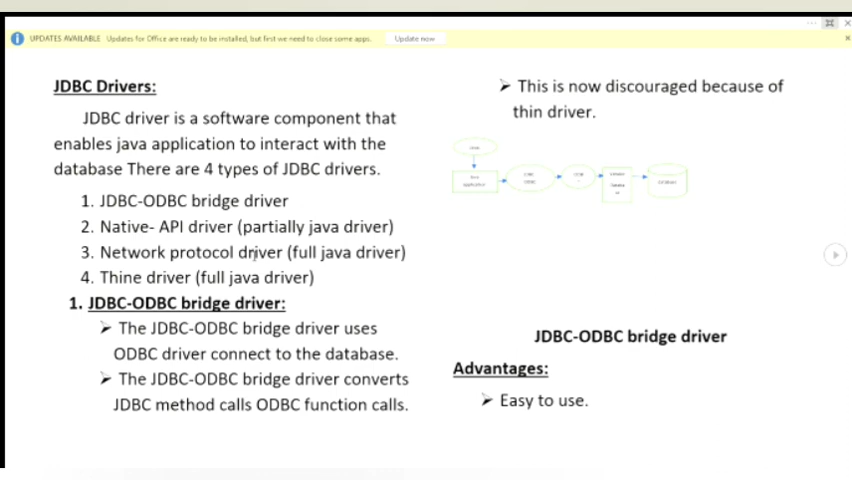 UPDATES AVAILABLE Updates for Office are ready to be installed, but first we need to close some apps. Update now
JDBC Drivers:
JDBC driver is a software component that
enables java application to interact with the
database There are 4 types of JDBC drivers.
1. JDBC-ODBC bridge driver
2. Native- API driver (partially java driver)
3. Network protocol driver (full java driver)
4. Thine driver (full java driver)
1. JDBC-ODBC bridge driver:
➢ The JDBC-ODBC bridge driver uses
ODBC driver connect to the database.
➢ The JDBC-ODBC bridge driver converts
JDBC method calls ODBC function calls.
➢ This is now discouraged because of
thin driver.
application
JDBC-ODBC bridge driver
Advantages:
➢ Easy to use.